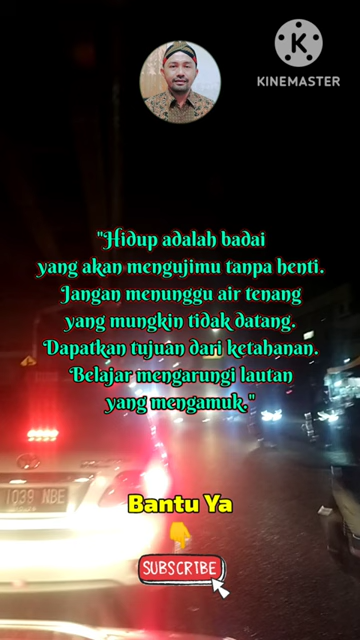 KINEMASTER
"Hidup adalah badai
yang akan mengujimu tanpa henti.
Jangan menunggu air tenang
yang mungkin tidak datang.
Dapatkan tujuan dari ketahanan.
Belajar mengarungi lautan
yang mengamuk."
1039 NBE
Bantu Ya
SUBSCRIBE